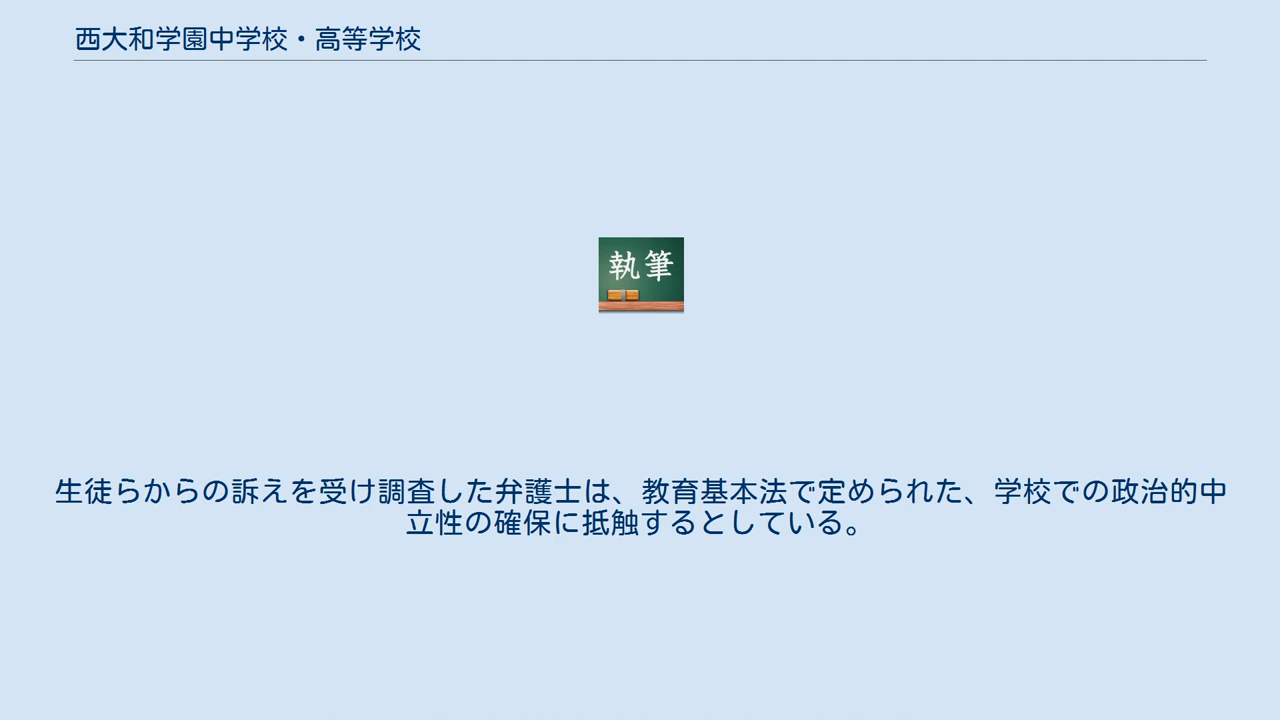 西大和学園中学校・高等学校
執筆
生徒らからの訴えを受け調査した弁護士は、教育基本法で定められた、学校での政治的中
立性の確保に抵触するとしている。